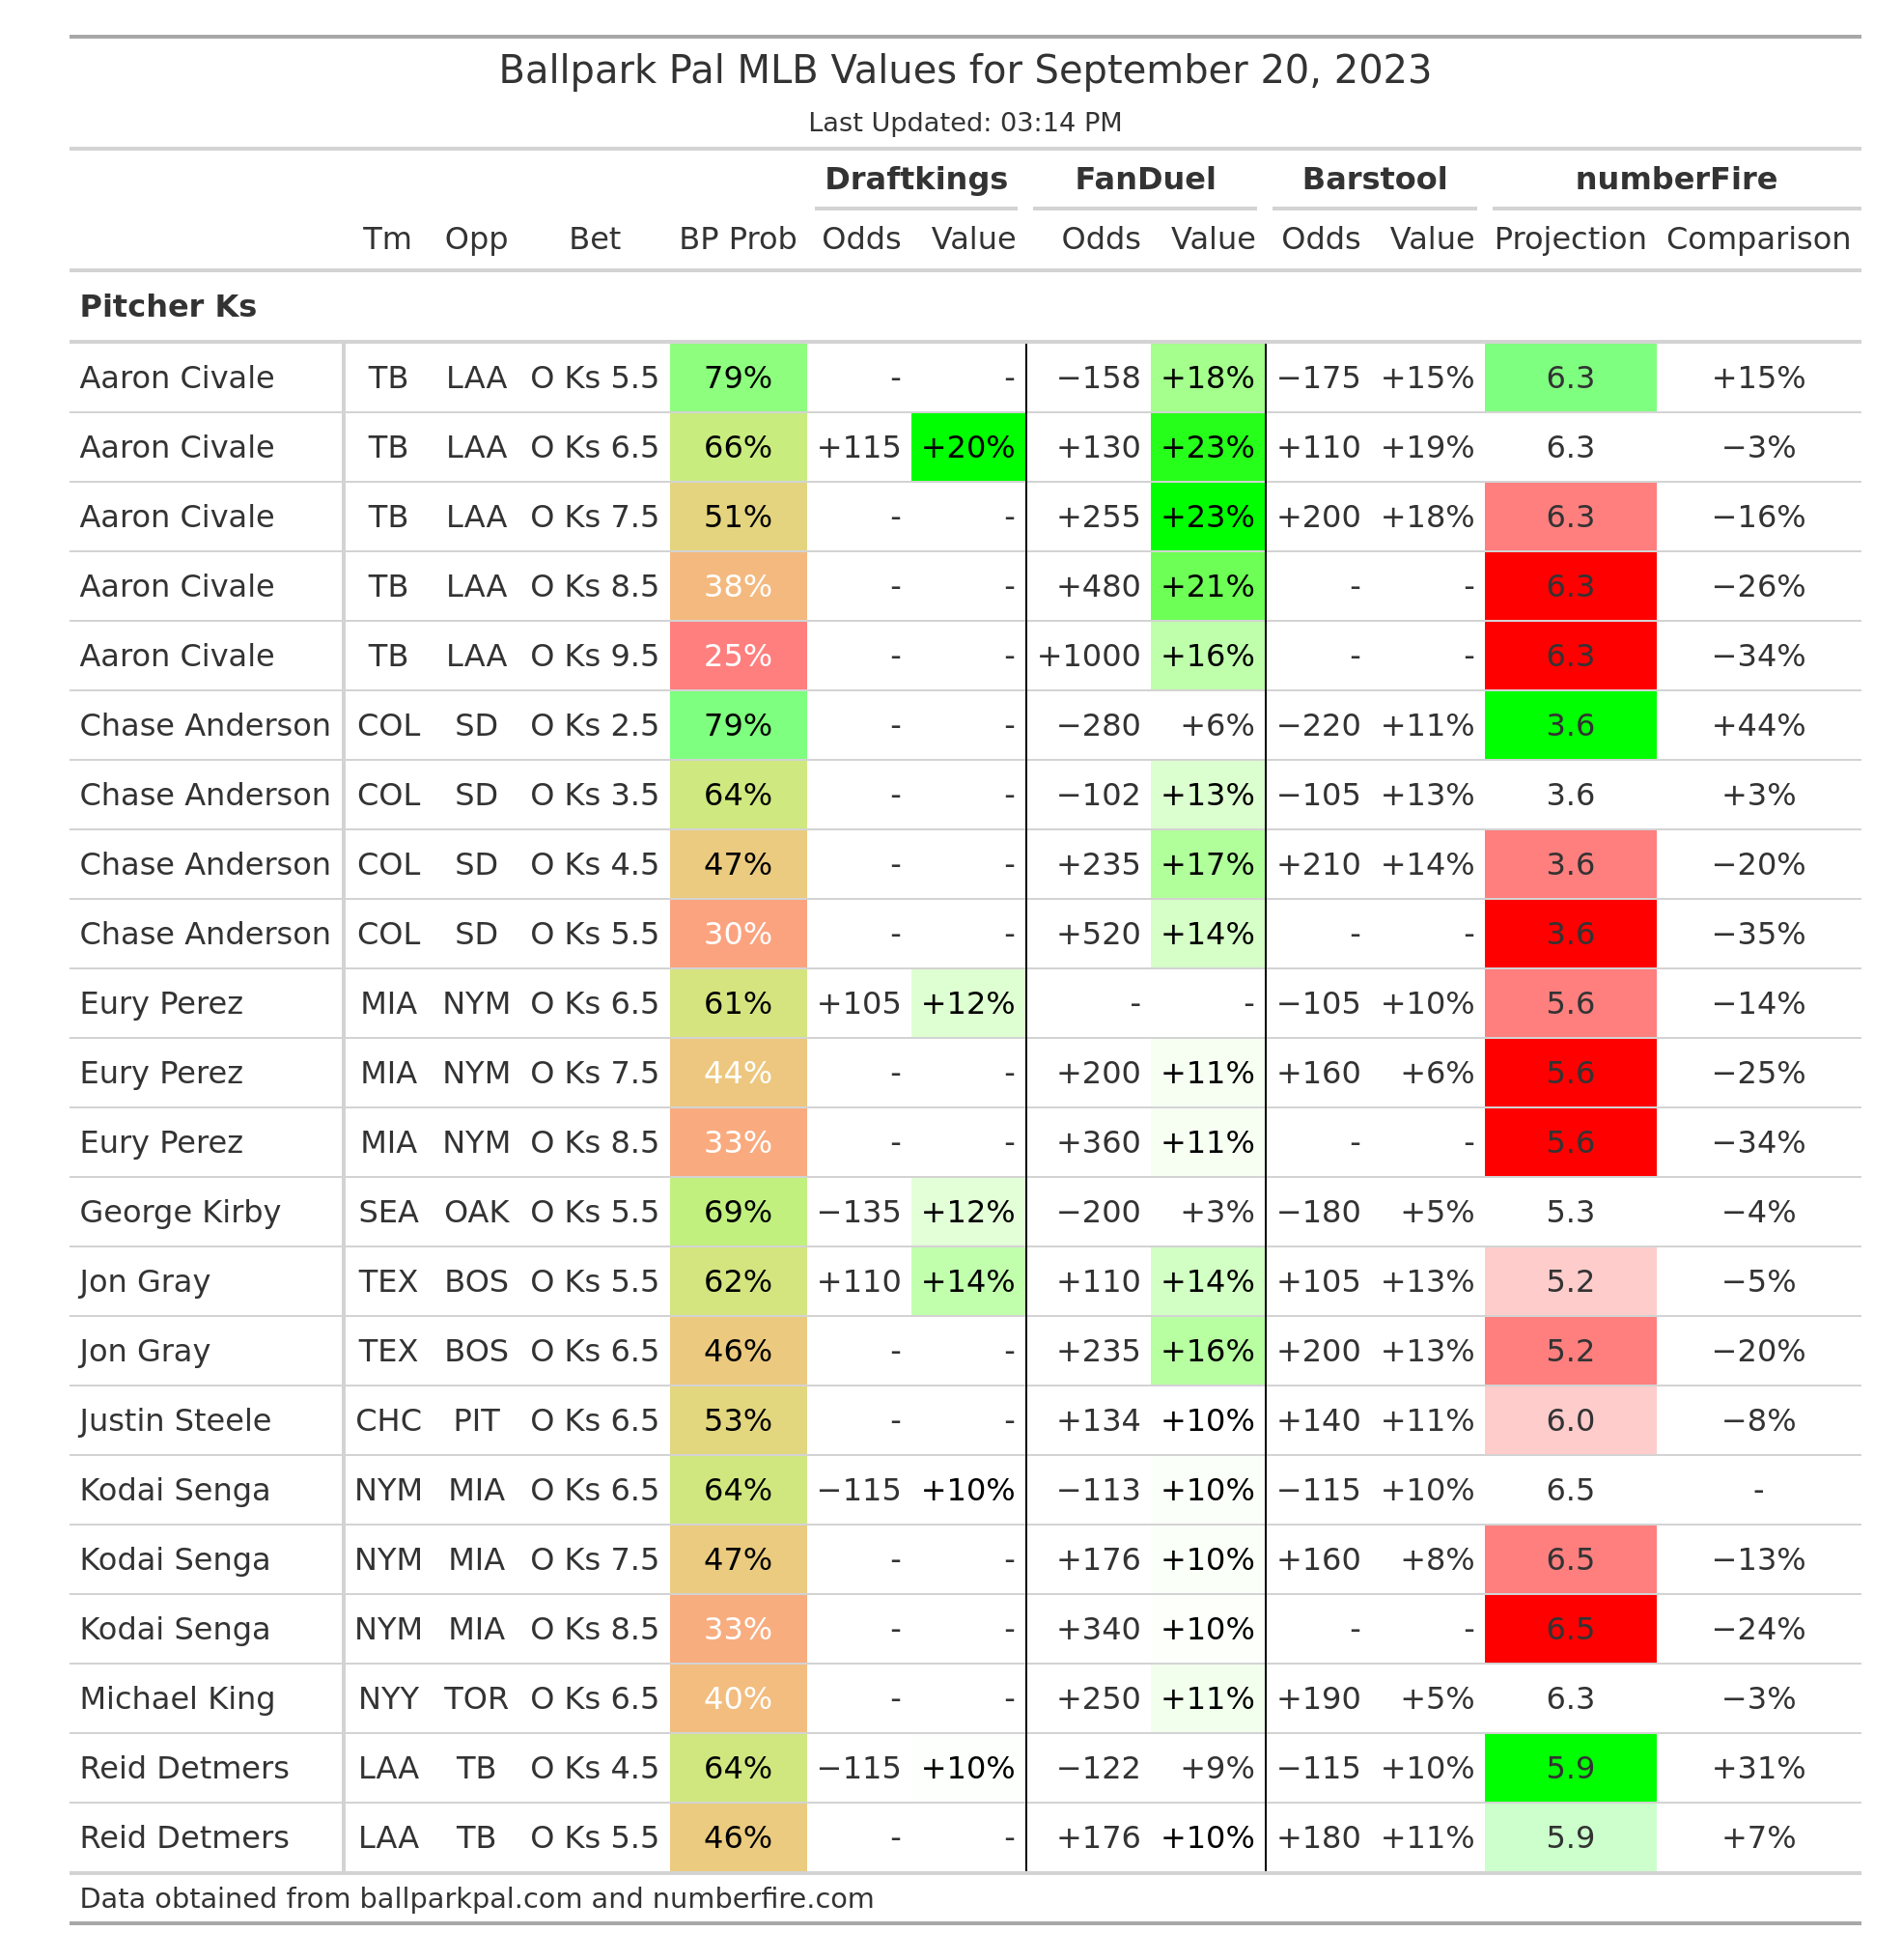 Ballpark Pal MLB Values for September 20, 2023
Last Updated: 03:14 PM
Draftkings FanDuel Barstool numberFire
Tm Opp Bet BP Prob Odds Value Odds Value Odds Value Projection Comparison
Pitcher Ks
Aaron Civale TB LAA O Ks 5.5 79% - - −158 +18% −175 +15% 6.3 +15%
Aaron Civale TB LAA O Ks 6.5 66% +115 +20% +130 +23% +110 +19% 6.3 −3%
Aaron Civale TB LAA O Ks 7.5 51% - - +255 +23% +200 +18% 6.3 −16%
Aaron Civale TB LAA O Ks 8.5 38% - - +480 +21% - - 6.3 −26%
Aaron Civale TB LAA O Ks 9.5 25% - - +1000 +16% - - 6.3 −34%
Chase Anderson COL SD O Ks 2.5 79% - - −280 +6% −220 +11% 3.6 +44%
Chase Anderson COL SD O Ks 3.5 64% - - −102 +13% −105 +13% 3.6 +3%
Chase Anderson COL SD O Ks 4.5 47% - - +235 +17% +210 +14% 3.6 −20%
Chase Anderson COL SD O Ks 5.5 30% - - +520 +14% - - 3.6 −35%
Eury Perez MIA NYM O Ks 6.5 61% +105 +12% - - −105 +10% 5.6 −14%
Eury Perez MIA NYM O Ks 7.5 44% - - +200 +11% +160 +6% 5.6 −25%
Eury Perez MIA NYM O Ks 8.5 33% - - +360 +11% - - 5.6 −34%
George Kirby SEA OAK O Ks 5.5 69% −135 +12% −200 +3% −180 +5% 5.3 −4%
Jon Gray TEX BOS O Ks 5.5 62% +110 +14% +110 +14% +105 +13% 5.2 −5%
Jon Gray TEX BOS O Ks 6.5 46% - - +235 +16% +200 +13% 5.2 −20%
Justin Steele CHC PIT O Ks 6.5 53% - - +134 +10% +140 +11% 6.0 −8%
Kodai Senga NYM MIA O Ks 6.5 64% −115 +10% −113 +10% −115 +10% 6.5 -
Kodai Senga NYM MIA O Ks 7.5 47% - - +176 +10% +160 +8% 6.5 −13%
Kodai Senga NYM MIA O Ks 8.5 33% - - +340 +10% - - 6.5 −24%
Michael King NYY TOR O Ks 6.5 40% - - +250 +11% +190 +5% 6.3 −3%
Reid Detmers LAA TB O Ks 4.5 64% −115 +10% −122 +9% −115 +10% 5.9 +31%
Reid Detmers LAA TB O Ks 5.5 46% - - +176 +10% +180 +11% 5.9 +7%
Data obtained from ballparkpal.com and numberfire.com